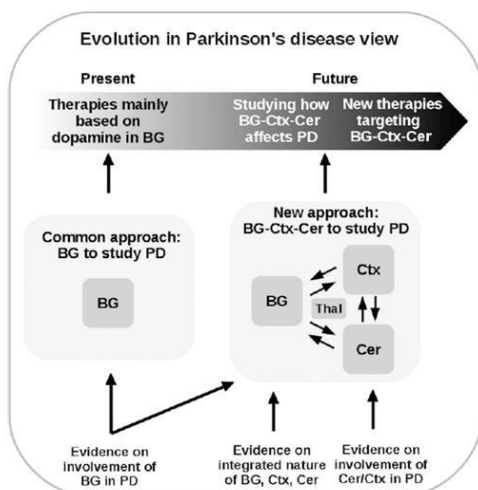 Evolution in Parkinson's disease view
Present
Future
Therapies mainly
based on
dopamine in BG
Studying how
BG-Ctx-Cer
affects PD
New therapies
targeting
BG-Ctx-Cer
Common approach:
BG to study PD
BG
New approach:
BG-Ctx-Cer to study PD
BG
Ctx
Thal
Cer
Evidence on
involvement of
BG in PD
Evidence on
integrated nature
of BG, Ctx, Cer
Evidence on
involvement of
Cer/Ctx in PD